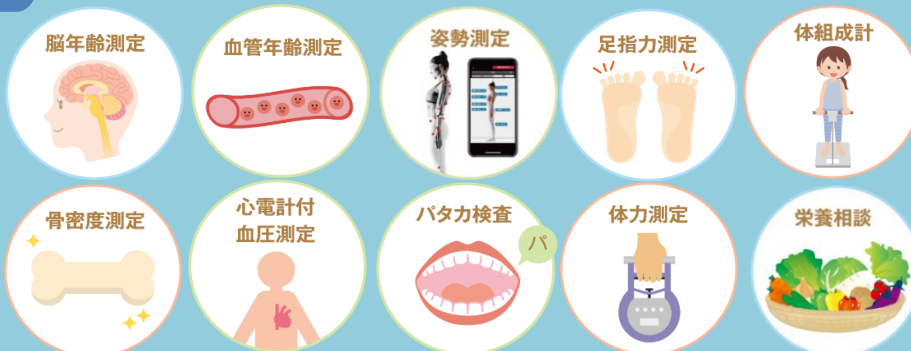 脳年齢測定
血管年齢測定
姿勢測定
足指力測定
体組成計
骨密度測定
心電計付
血圧測定
パタカ検査
パ
体力測定
栄養相談